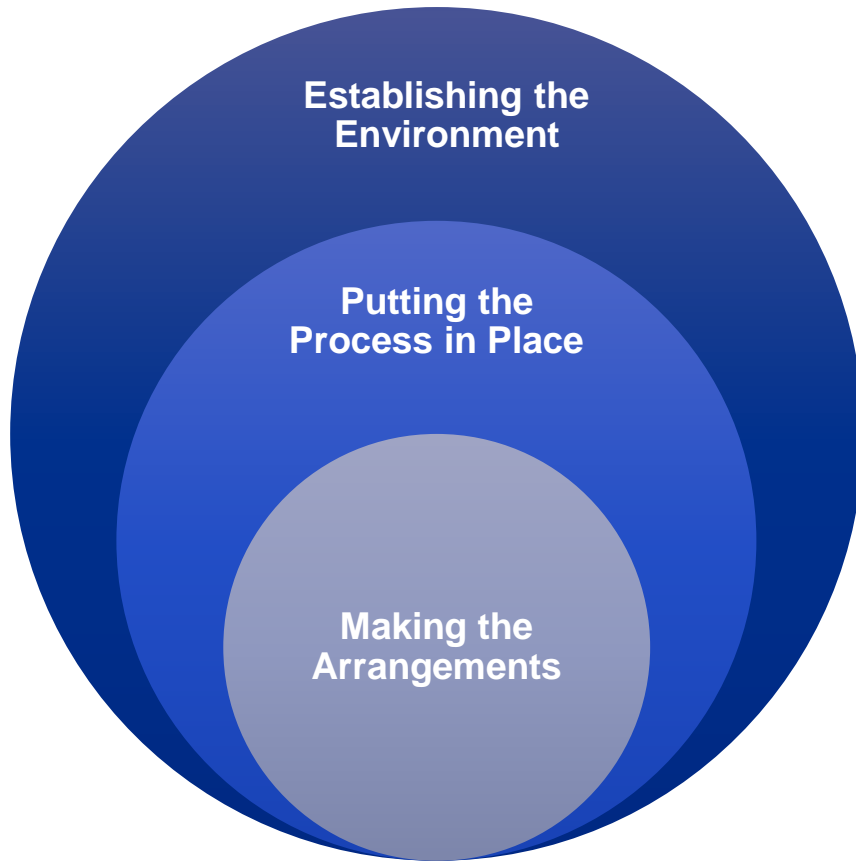 Establishing the
Environment
Putting the
Process in Place
Making the
Arrangements